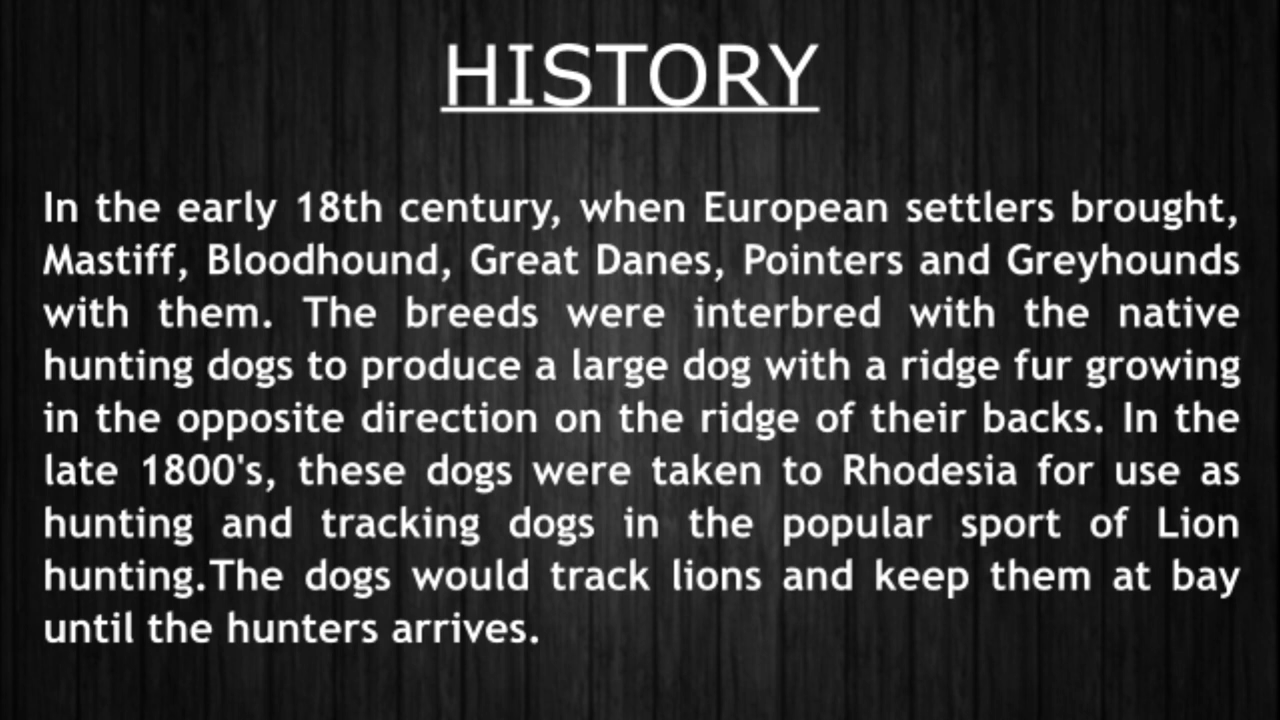 HISTORY
In the early 18th century, when European settlers brought,
Mastiff, Bloodhound, Great Danes, Pointers and Greyhounds
with them. The breeds were interbred with the native
hunting dogs to produce a large dog with a ridge fur growing
in the opposite direction on the ridge of their backs. In the
late 1800's, these dogs were taken to Rhodesia for use as
hunting and tracking dogs in the popular sport of Lion
hunting.The dogs would track lions and keep them at bay
until the hunters arrives.